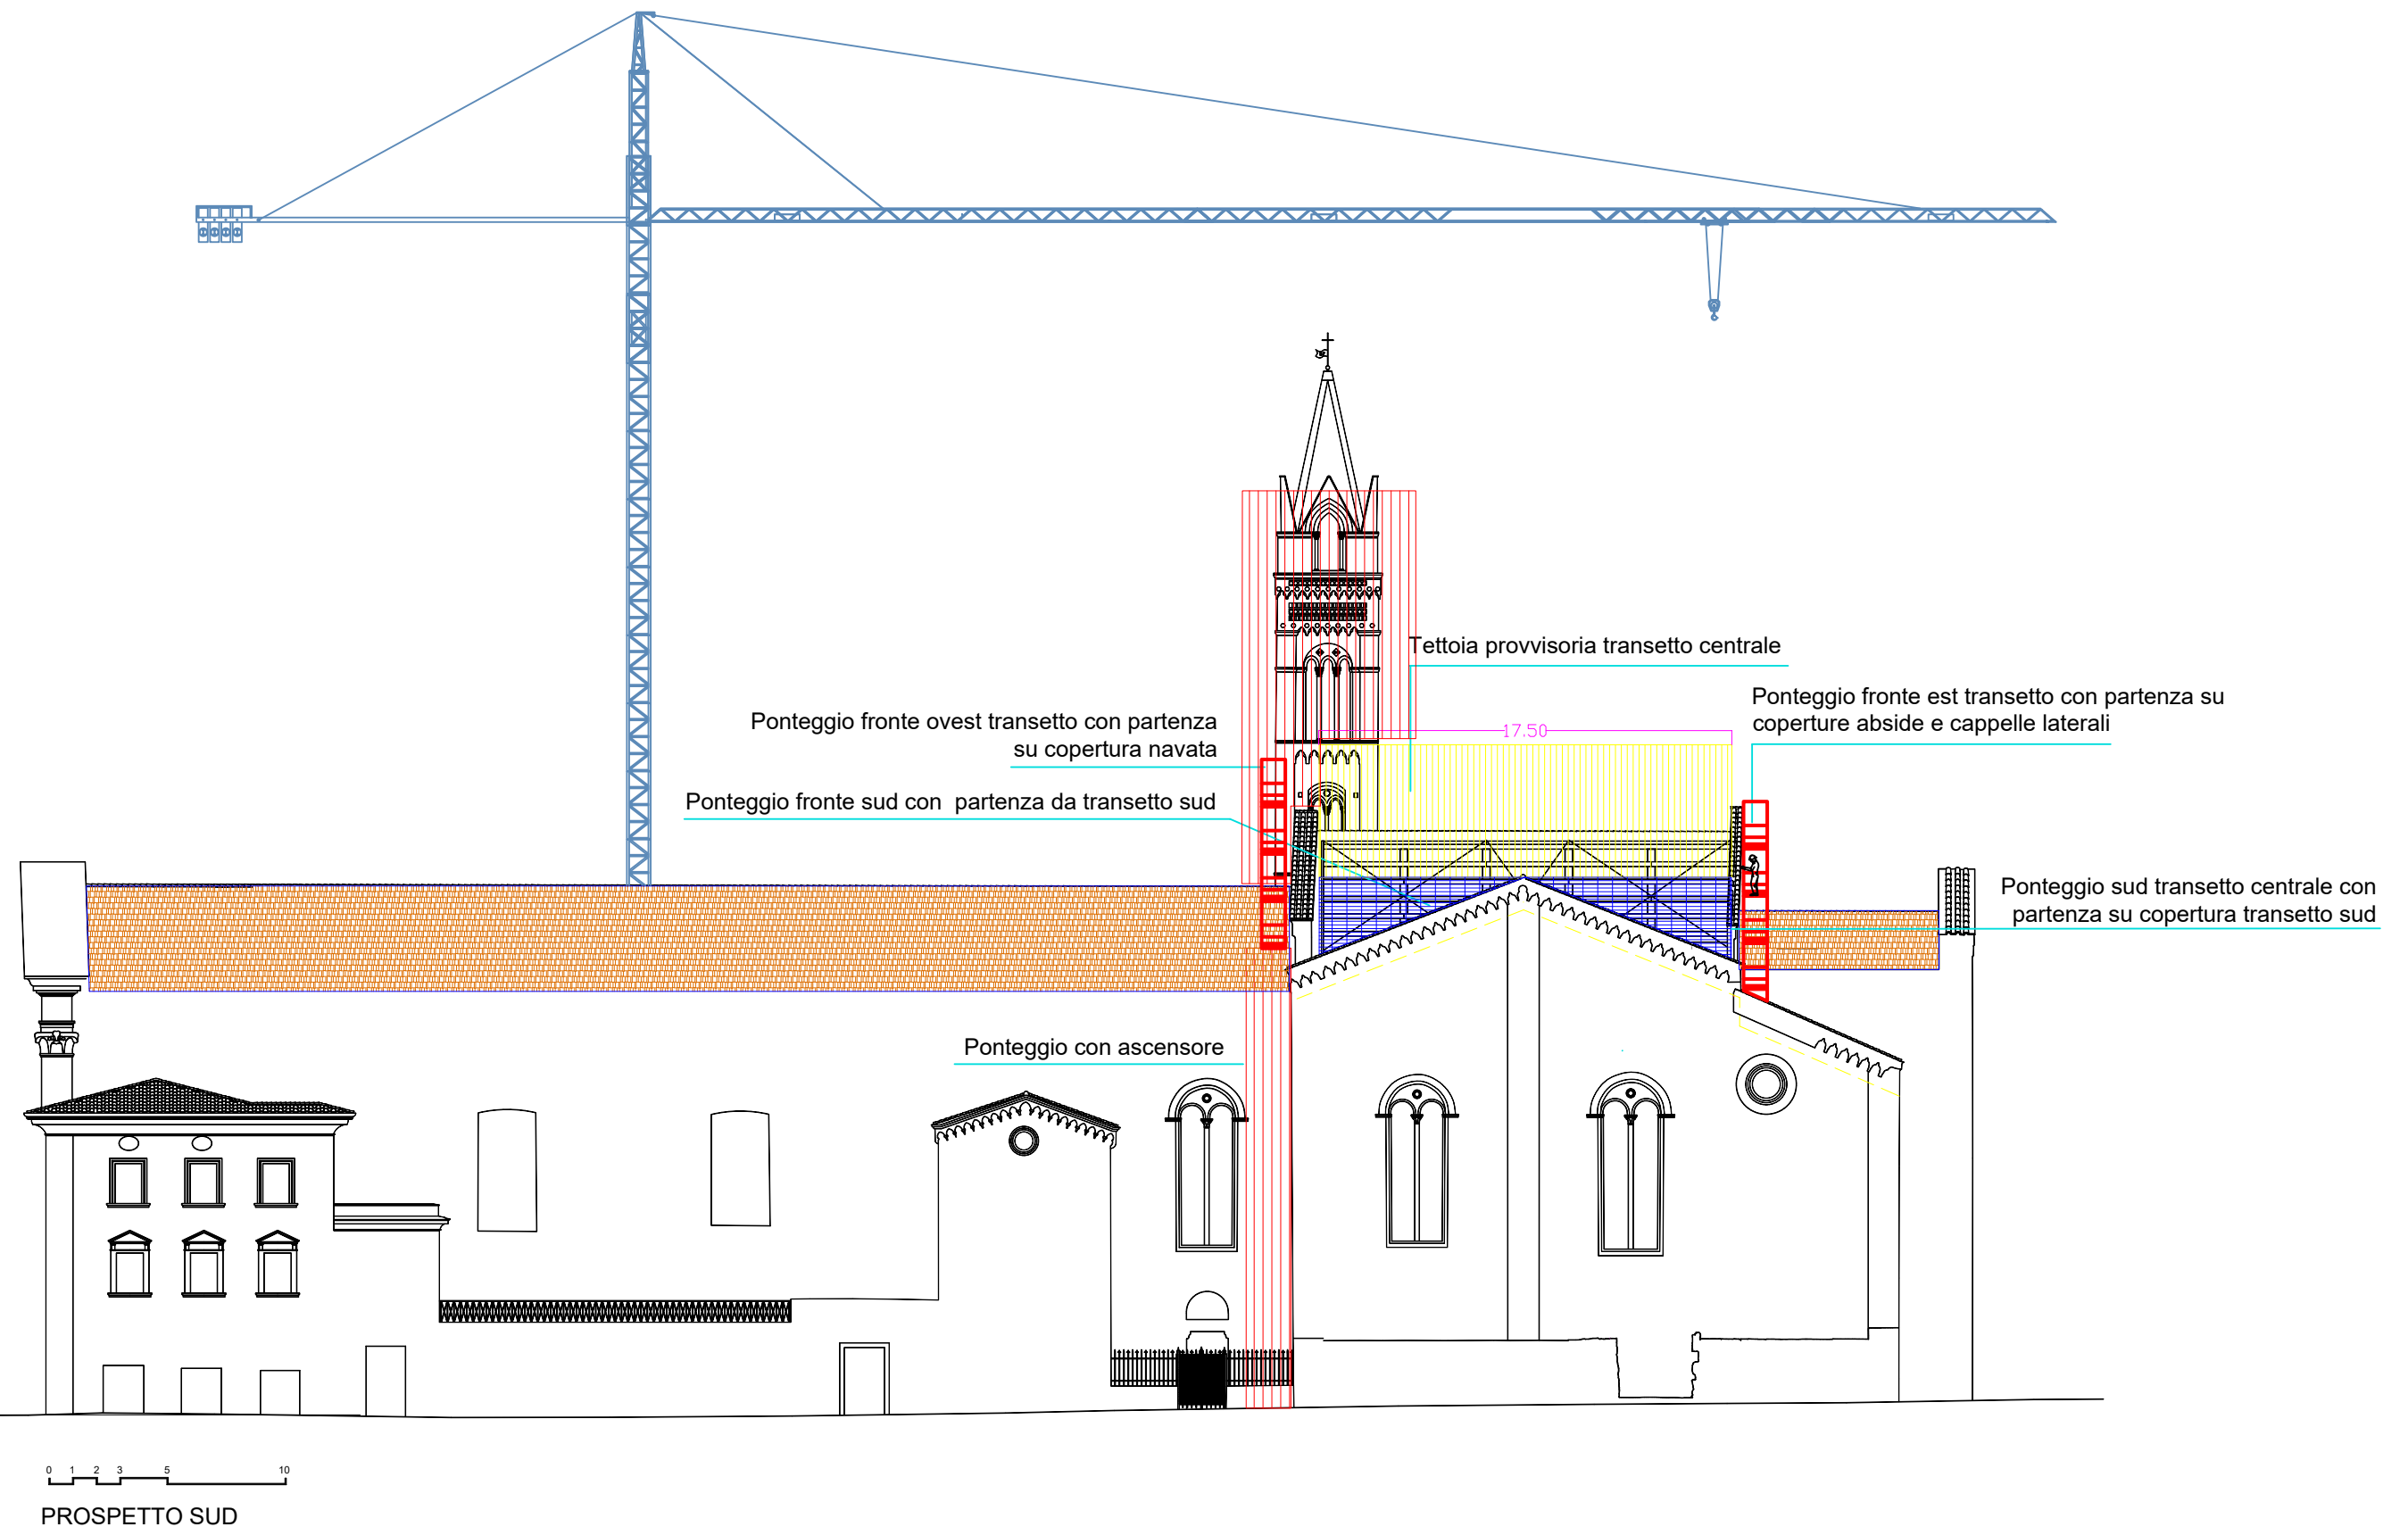 Tettoia provvisoria transetto centrale
Ponteggio fronte est transetto con partenza su
coperture abside e cappelle laterali
Ponteggio fronte ovest transetto con partenza
su copertura navata
17.50
Ponteggio fronte sud con  partenza da transetto sud
Ponteggio sud transetto centrale con
partenza su copertura transetto sud
Ponteggio con ascensore
0 1 2 3 5 10
PROSPETTO SUD